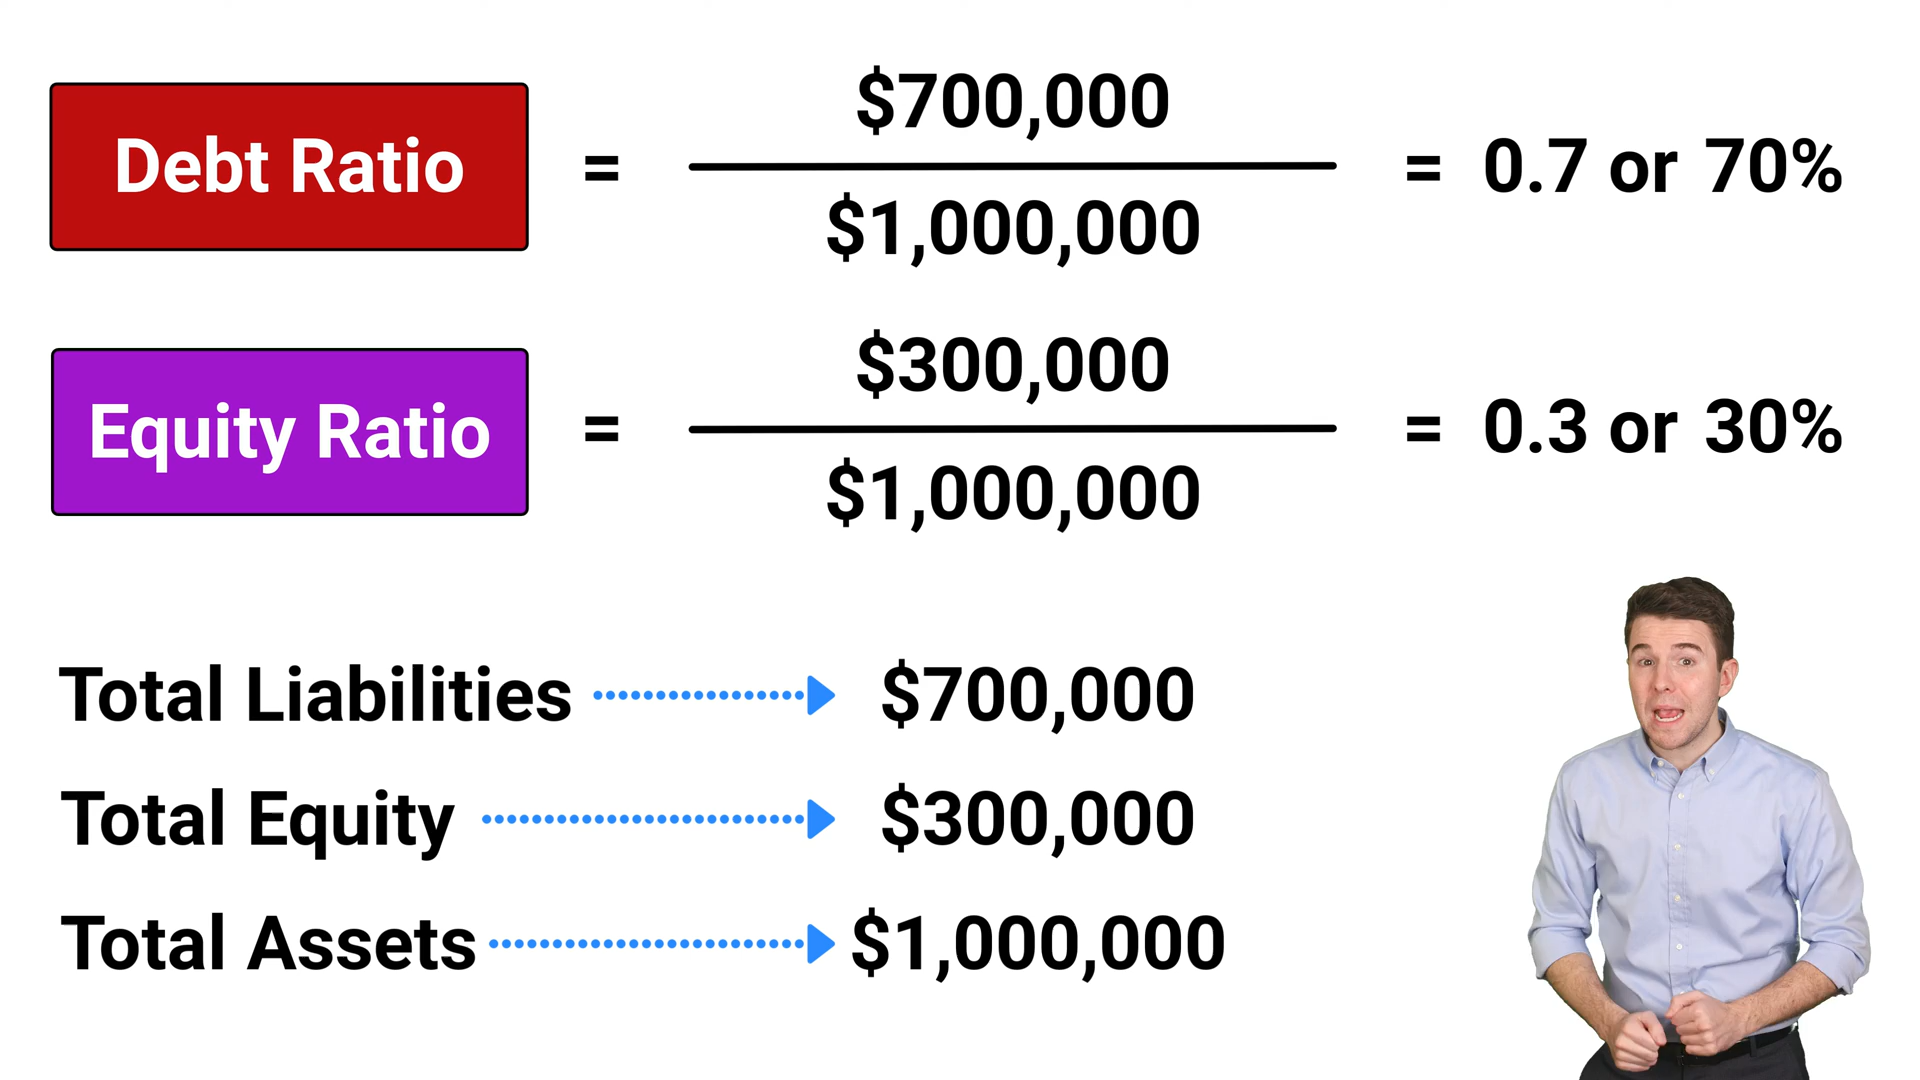 $700,000
Debt Ratio = = 0.7 or 70%
$1,000,000
$300,000
Equity Ratio = = 0.3 or 30%
$1,000,000
Total Liabilities $700,000
Total Equity $300,000
Total Assets $1,000,000